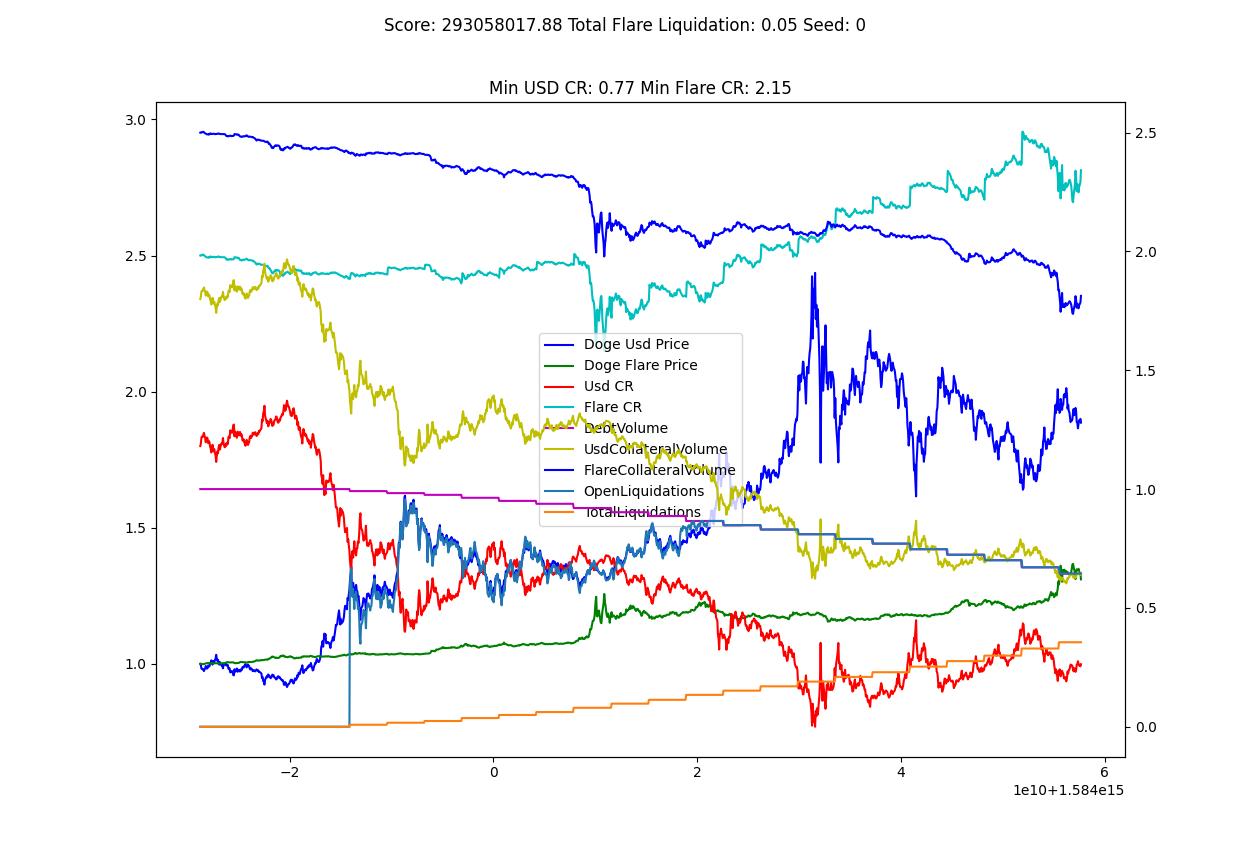 Score: 293058017.88 Total Flare Liquidation: 0.05 Seed: 0
Min USD CR: 0.77 Min Flare CR: 2.15
3.0
2.5
2.0
1.5
1.0
2.5
2.0
1.5
1.0
0.5
0.0
Doge Usd Price
Doge Flare Price
Usd CR
Flare CR
DebtVolume
UsdCollateralVolume
FlareCollateralVolume
OpenLiquidations
TotalLiquidations
−2 0 2 4 6
1e10+1.584e15